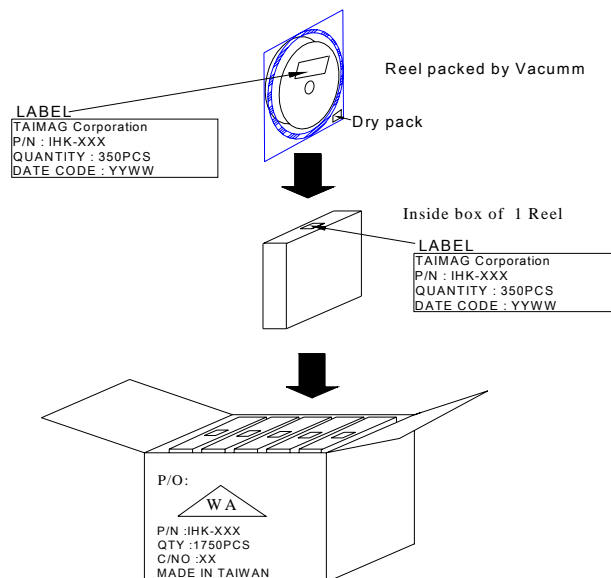 Reel packed by Vacumm
LABEL
TAIMAG Corporation
P/N : IHK-XXX
QUANTITY : 350PCS
DATE CODE : YYWW
Dry pack
Inside box of 1 Reel
LABEL
TAIMAG Corporation
P/N : IHK-XXX
QUANTITY : 350PCS
DATE CODE : YYWW
P/O:
WA
P/N :IHK-XXX
QTY :1750PCS
C/NO :XX
MADE IN TAIWAN